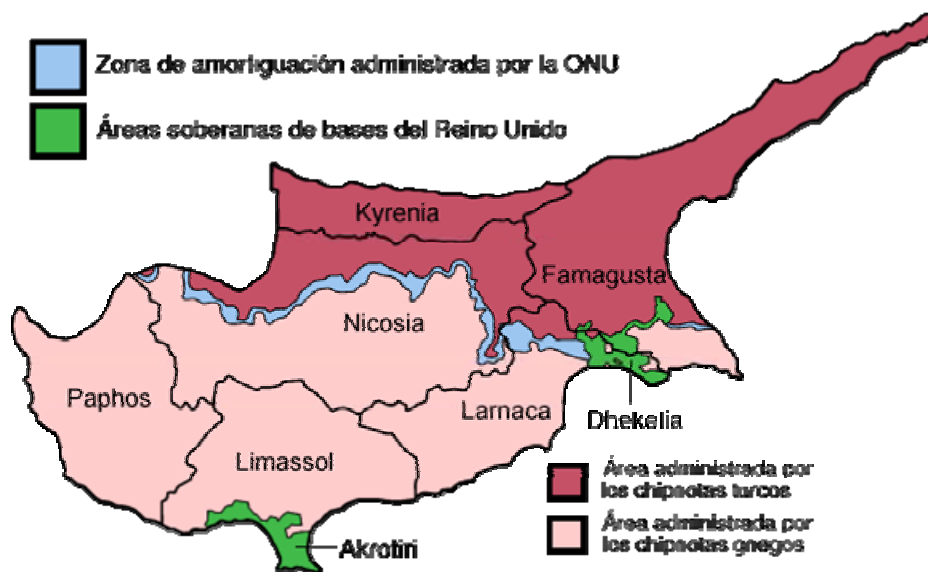 Zona de amortiguación administrada por la ONU
Áreas soberanas de bases del Reino Unido
Kyrenia
Famagusta
Nicosia
Paphos
Larnaca
Dhekelia
Limassol
Akrotiri
Área administrada por
los chipriotas turcos
Área administrada por
los chipriotas griegos